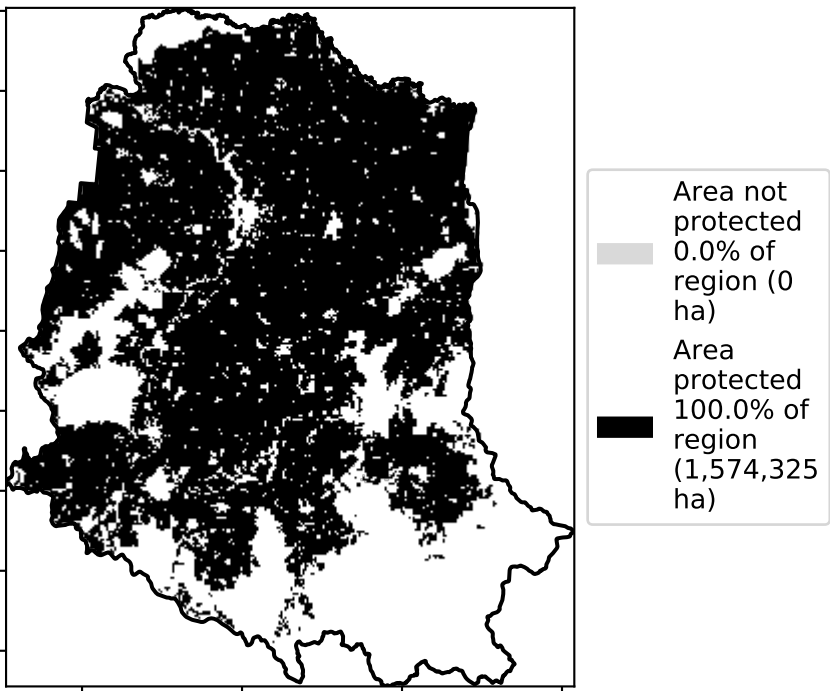 Area not
protected
0.0% of
region (0
ha)
Area
protected
100.0% of
region
(1,574,325
ha)